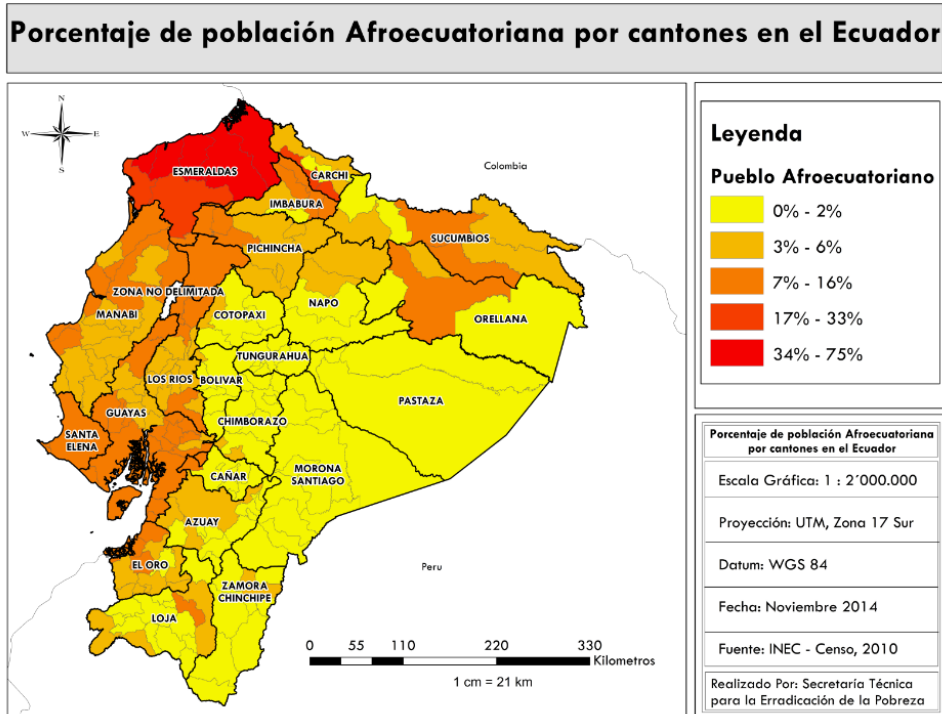 Porcentaje de población Afroecuatoriana por cantones en el Ecuador
N
W
E
S
Colombia
ESMERALDAS
CARCHI
IMBABURA
SUCUMBIOS
PICHINCHA
ZONA NO DELIMITADA
NAPO
MANABI
COTOPAXI
ORELLANA
TUNGURAHUA
LOS RIOS
BOLIVAR
PASTAZA
GUAYAS
CHIMBORAZO
SANTA
ELENA
MORONA
SANTIAGO
CAÑAR
AZUAY
EL ORO
Peru
ZAMORA
CHINCHIPE
LOJA
0 55 110 220 330
Kilometros
1 cm = 21 km
Leyenda
Pueblo Afroecuatoriano
0% - 2%
3% - 6%
7% - 16%
17% - 33%
34% - 75%
Porcentaje de población Afroecuatoriana
por cantones en el Ecuador
Escala Gráfica: 1 : 2´000.000
Proyección: UTM, Zona 17 Sur
Datum: WGS 84
Fecha: Noviembre 2014
Fuente: INEC - Censo, 2010
Realizado Por: Secretaría Técnica
para la Erradicación de la Pobreza